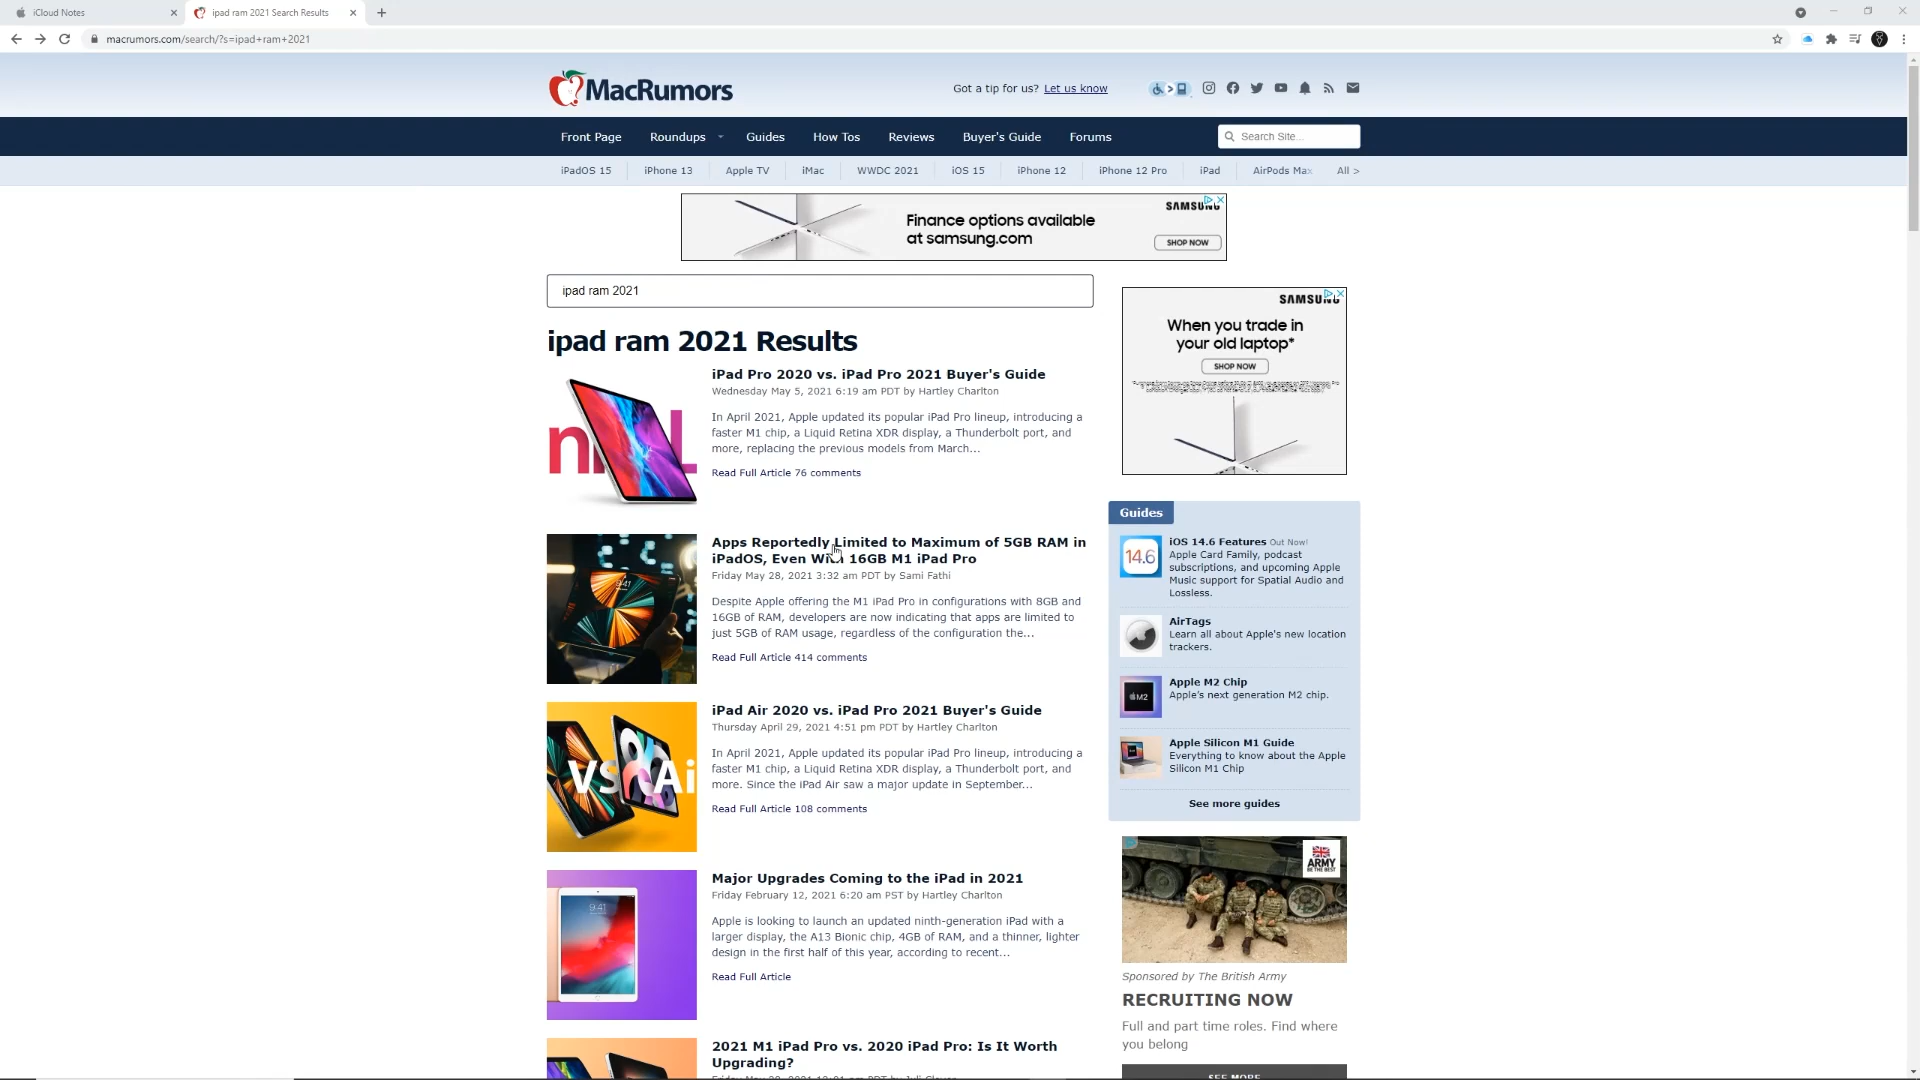 iCloud Notes
ipad ram 2021 Search Results
macrumors.com/search/?s=ipad+ram+2021
MacRumors
Got a tip for us? Let us know
Front Page Roundups Guides How Tos Reviews Buyer's Guide Forums Search Site...
iPadOS 15 iPhone 13 Apple TV iMac WWDC 2021 iOS 15 iPhone 12 iPhone 12 Pro iPad AirPods Max All >
Finance options available
at samsung.com
SAMSUNG
SHOP NOW
ipad ram 2021
ipad ram 2021 Results
iPad Pro 2020 vs. iPad Pro 2021 Buyer's Guide
Wednesday May 5, 2021 6:19 am PDT by Hartley Charlton
In April 2021, Apple updated its popular iPad Pro lineup, introducing a
faster M1 chip, a Liquid Retina XDR display, a Thunderbolt port, and
more, replacing the previous models from March...
Read Full Article 76 comments
Apps Reportedly Limited to Maximum of 5GB RAM in
iPadOS, Even With 16GB M1 iPad Pro
Friday May 28, 2021 3:32 am PDT by Sami Fathi
Despite Apple offering the M1 iPad Pro in configurations with 8GB and
16GB of RAM, developers are now indicating that apps are limited to
just 5GB of RAM usage, regardless of the configuration the...
Read Full Article 414 comments
9:41
VS Ai
iPad Air 2020 vs. iPad Pro 2021 Buyer's Guide
Thursday April 29, 2021 4:51 pm PDT by Hartley Charlton
In April 2021, Apple updated its popular iPad Pro lineup, introducing a
faster M1 chip, a Liquid Retina XDR display, a Thunderbolt port, and
more. Since the iPad Air saw a major update in September...
Read Full Article 108 comments
9:41
Major Upgrades Coming to the iPad in 2021
Friday February 12, 2021 6:20 am PST by Hartley Charlton
Apple is looking to launch an updated ninth-generation iPad with a
larger display, the A13 Bionic chip, 4GB of RAM, and a thinner, lighter
design in the first half of this year, according to recent...
Read Full Article
2021 M1 iPad Pro vs. 2020 iPad Pro: Is It Worth
Upgrading?
SAMSUNG
When you trade in
your old laptop*
SHOP NOW
Guides
14.6
iOS 14.6 Features Out Now!
Apple Card Family, podcast
subscriptions, and upcoming Apple
Music support for Spatial Audio and
Lossless.
AirTags
Learn all about Apple's new location
trackers.
M2
Apple M2 Chip
Apple's next generation M2 chip.
Apple Silicon M1 Guide
Everything to know about the Apple
Silicon M1 Chip
See more guides
ARMY
BE THE BEST
Sponsored by The British Army
RECRUITING NOW
Full and part time roles. Find where
you belong
SEE MORE